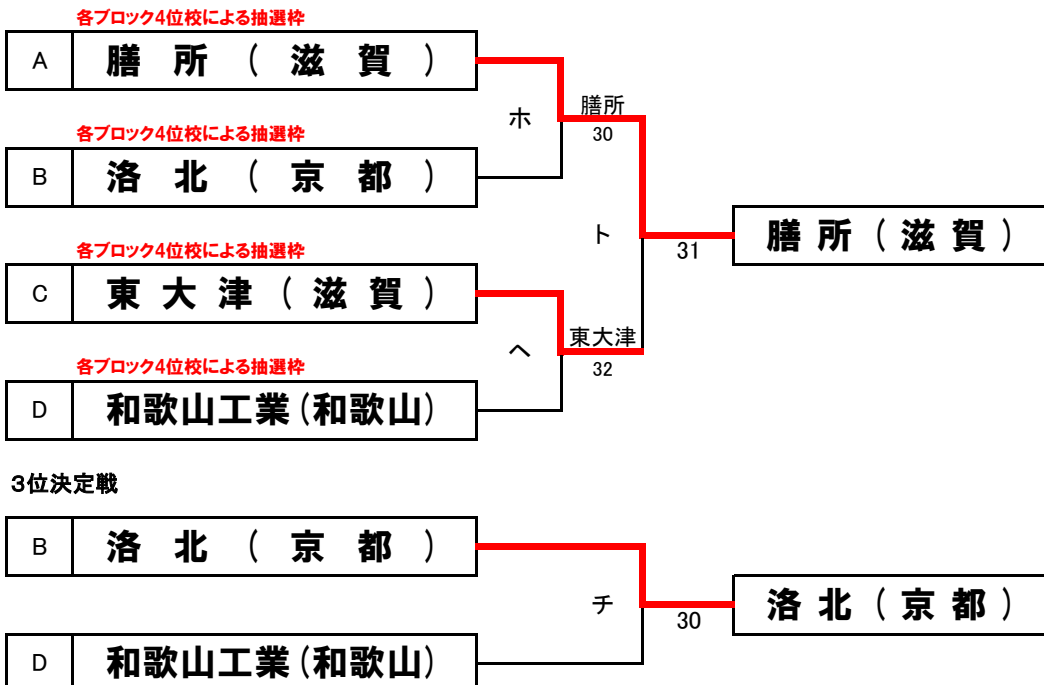 各ブロック4位校による抽選枠
A 膳所(滋賀)
ホ
膳所
30
各ブロック4位校による抽選枠
B 洛北(京都)
ト
31
膳所(滋賀)
各ブロック4位校による抽選枠
C 東大津(滋賀)
ヘ
東大津
32
各ブロック4位校による抽選枠
D 和歌山工業(和歌山)
3位決定戦
B 洛北(京都)
チ
30
洛北(京都)
D 和歌山工業(和歌山)